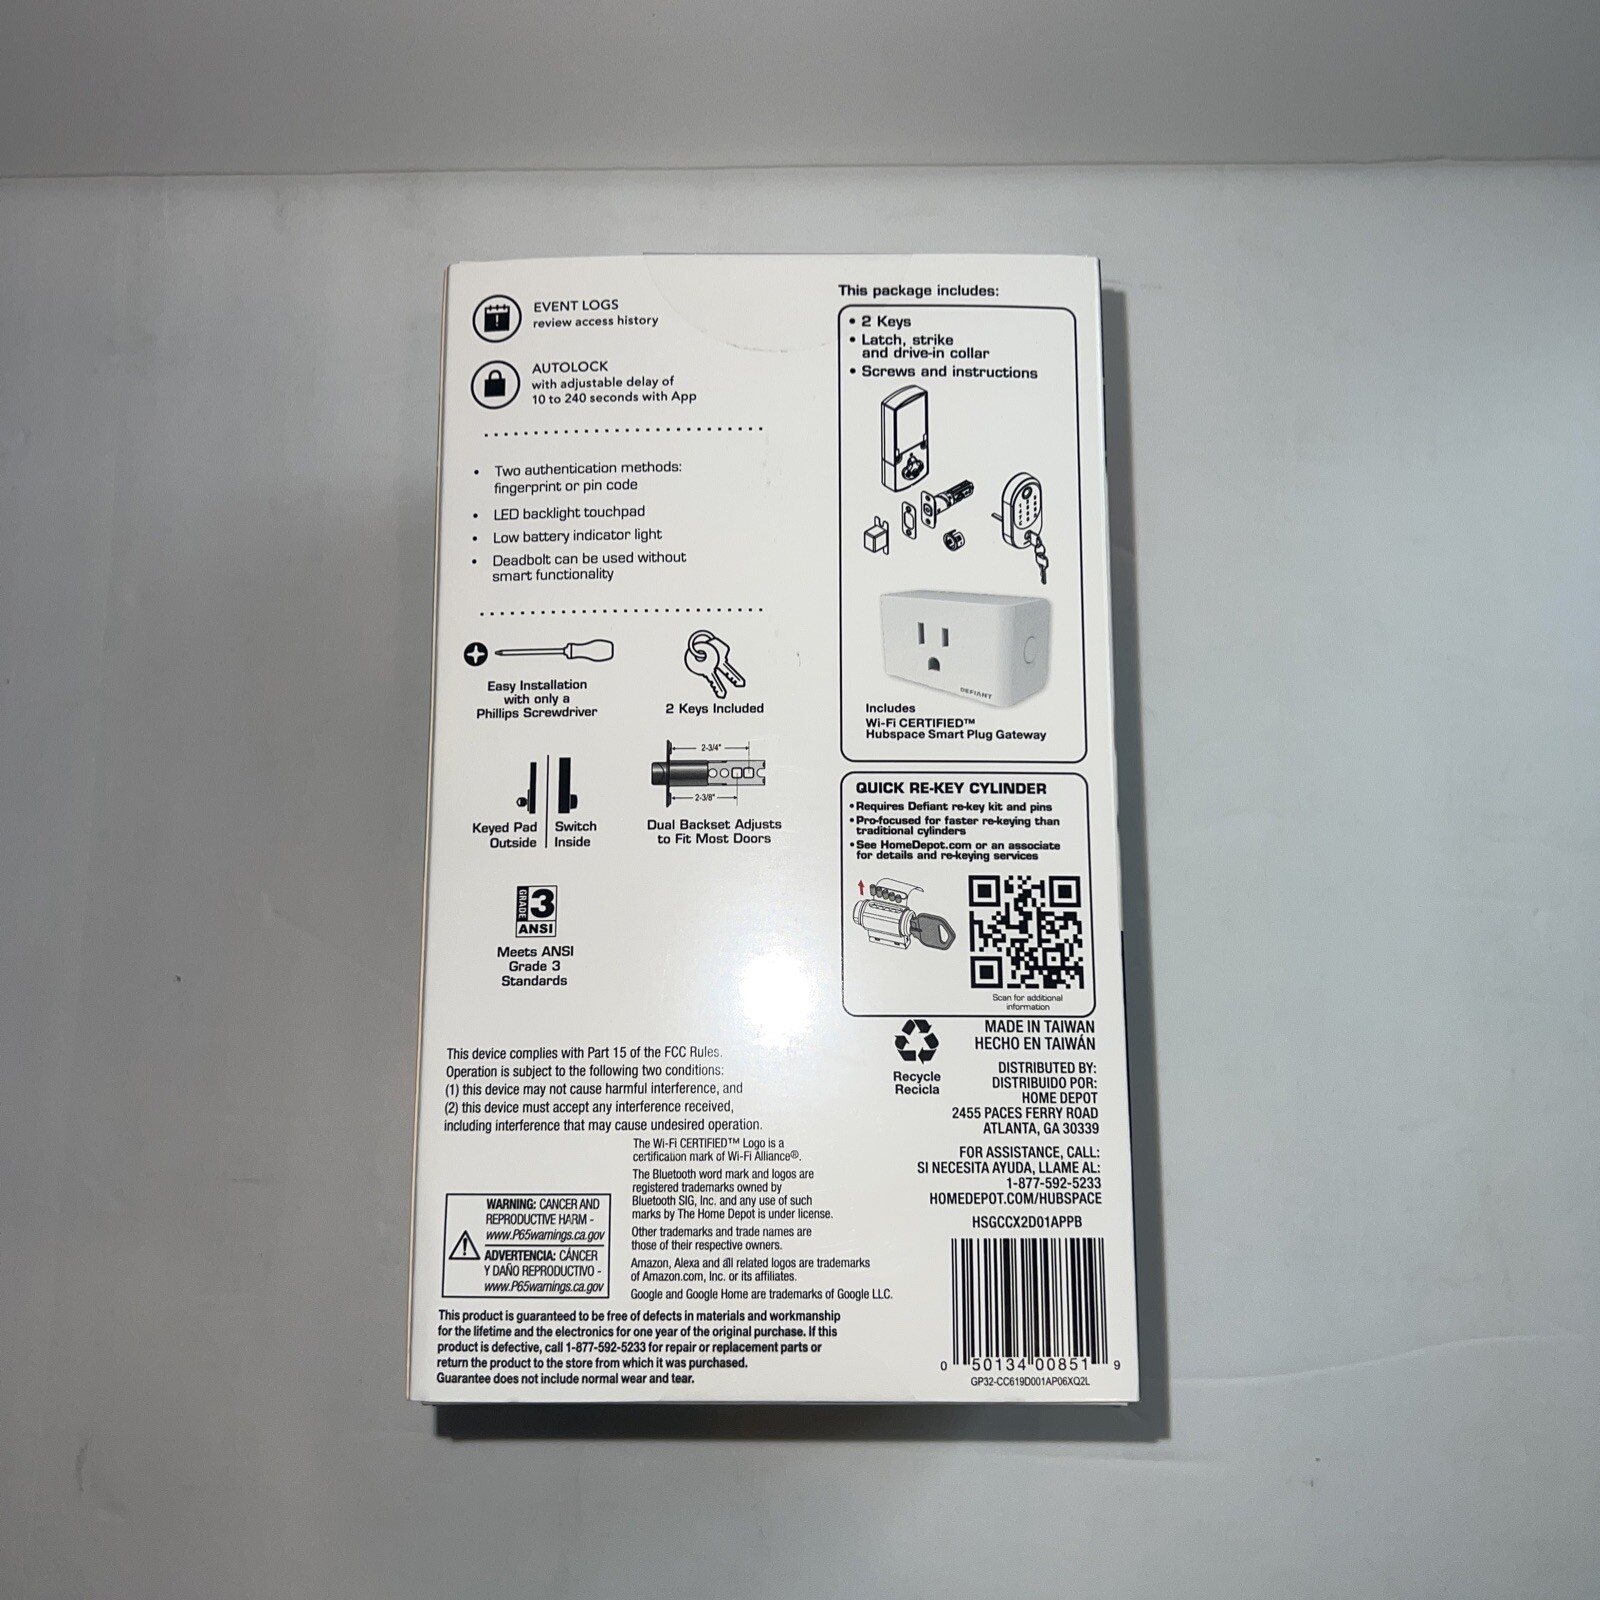 EVENT LOGS
review access history
AUTOLOCK
with adjustable delay of
10 to 240 seconds with App
• Two authentication methods:
fingerprint or pin code
• LED backlight touchpad
• Low battery indicator light
• Deadbolt can be used without
smart functionality
Easy Installation
with only a
Phillips Screwdriver
2 Keys Included
Keyed Pad
Outside
Switch
Inside
2-3/4"
2-3/8"
Dual Backset Adjusts
to Fit Most Doors
GRADE 3
ANSI
Meets ANSI
Grade 3
Standards
This package includes:
• 2 Keys
• Latch, strike
and drive-in collar
• Screws and instructions
DEFIANT
Includes
Wi-Fi CERTIFIED™
Hubspace Smart Plug Gateway
QUICK RE-KEY CYLINDER
• Requires Defiant re-key kit and pins
• Pro-focused for faster re-keying than
traditional cylinders
• See HomeDepot.com or an associate
for details and re-keying services
Scan for additional
information
This device complies with Part 15 of the FCC Rules.
Operation is subject to the following two conditions:
(1) this device may not cause harmful interference, and
(2) this device must accept any interference received,
including interference that may cause undesired operation.
The Wi-Fi CERTIFIED™ Logo is a
certification mark of Wi-Fi Alliance®.
The Bluetooth word mark and logos are
registered trademarks owned by
Bluetooth SIG, Inc. and any use of such
marks by The Home Depot is under license.
Other trademarks and trade names are
those of their respective owners.
Amazon, Alexa and all related logos are trademarks
of Amazon.com, Inc. or its affiliates.
Google and Google Home are trademarks of Google LLC.
WARNING: CANCER AND
REPRODUCTIVE HARM -
www.P65warnings.ca.gov
ADVERTENCIA: CÁNCER
Y DAÑO REPRODUCTIVO -
www.P65warnings.ca.gov
This product is guaranteed to be free of defects in materials and workmanship
for the lifetime and the electronics for one year of the original purchase. If this
product is defective, call 1-877-592-5233 for repair or replacement parts or
return the product to the store from which it was purchased.
Guarantee does not include normal wear and tear.
Recycle
Recicla
MADE IN TAIWAN
HECHO EN TAIWÁN
DISTRIBUTED BY:
DISTRIBUIDO POR:
HOME DEPOT
2455 PACES FERRY ROAD
ATLANTA, GA 30339
FOR ASSISTANCE, CALL:
SI NECESITA AYUDA, LLAME AL:
1-877-592-5233
HOMEDEPOT.COM/HUBSPACE
HSGCCX2D01APPB
0 50134 00851 9
GP32-CC619D001AP06XQ2L